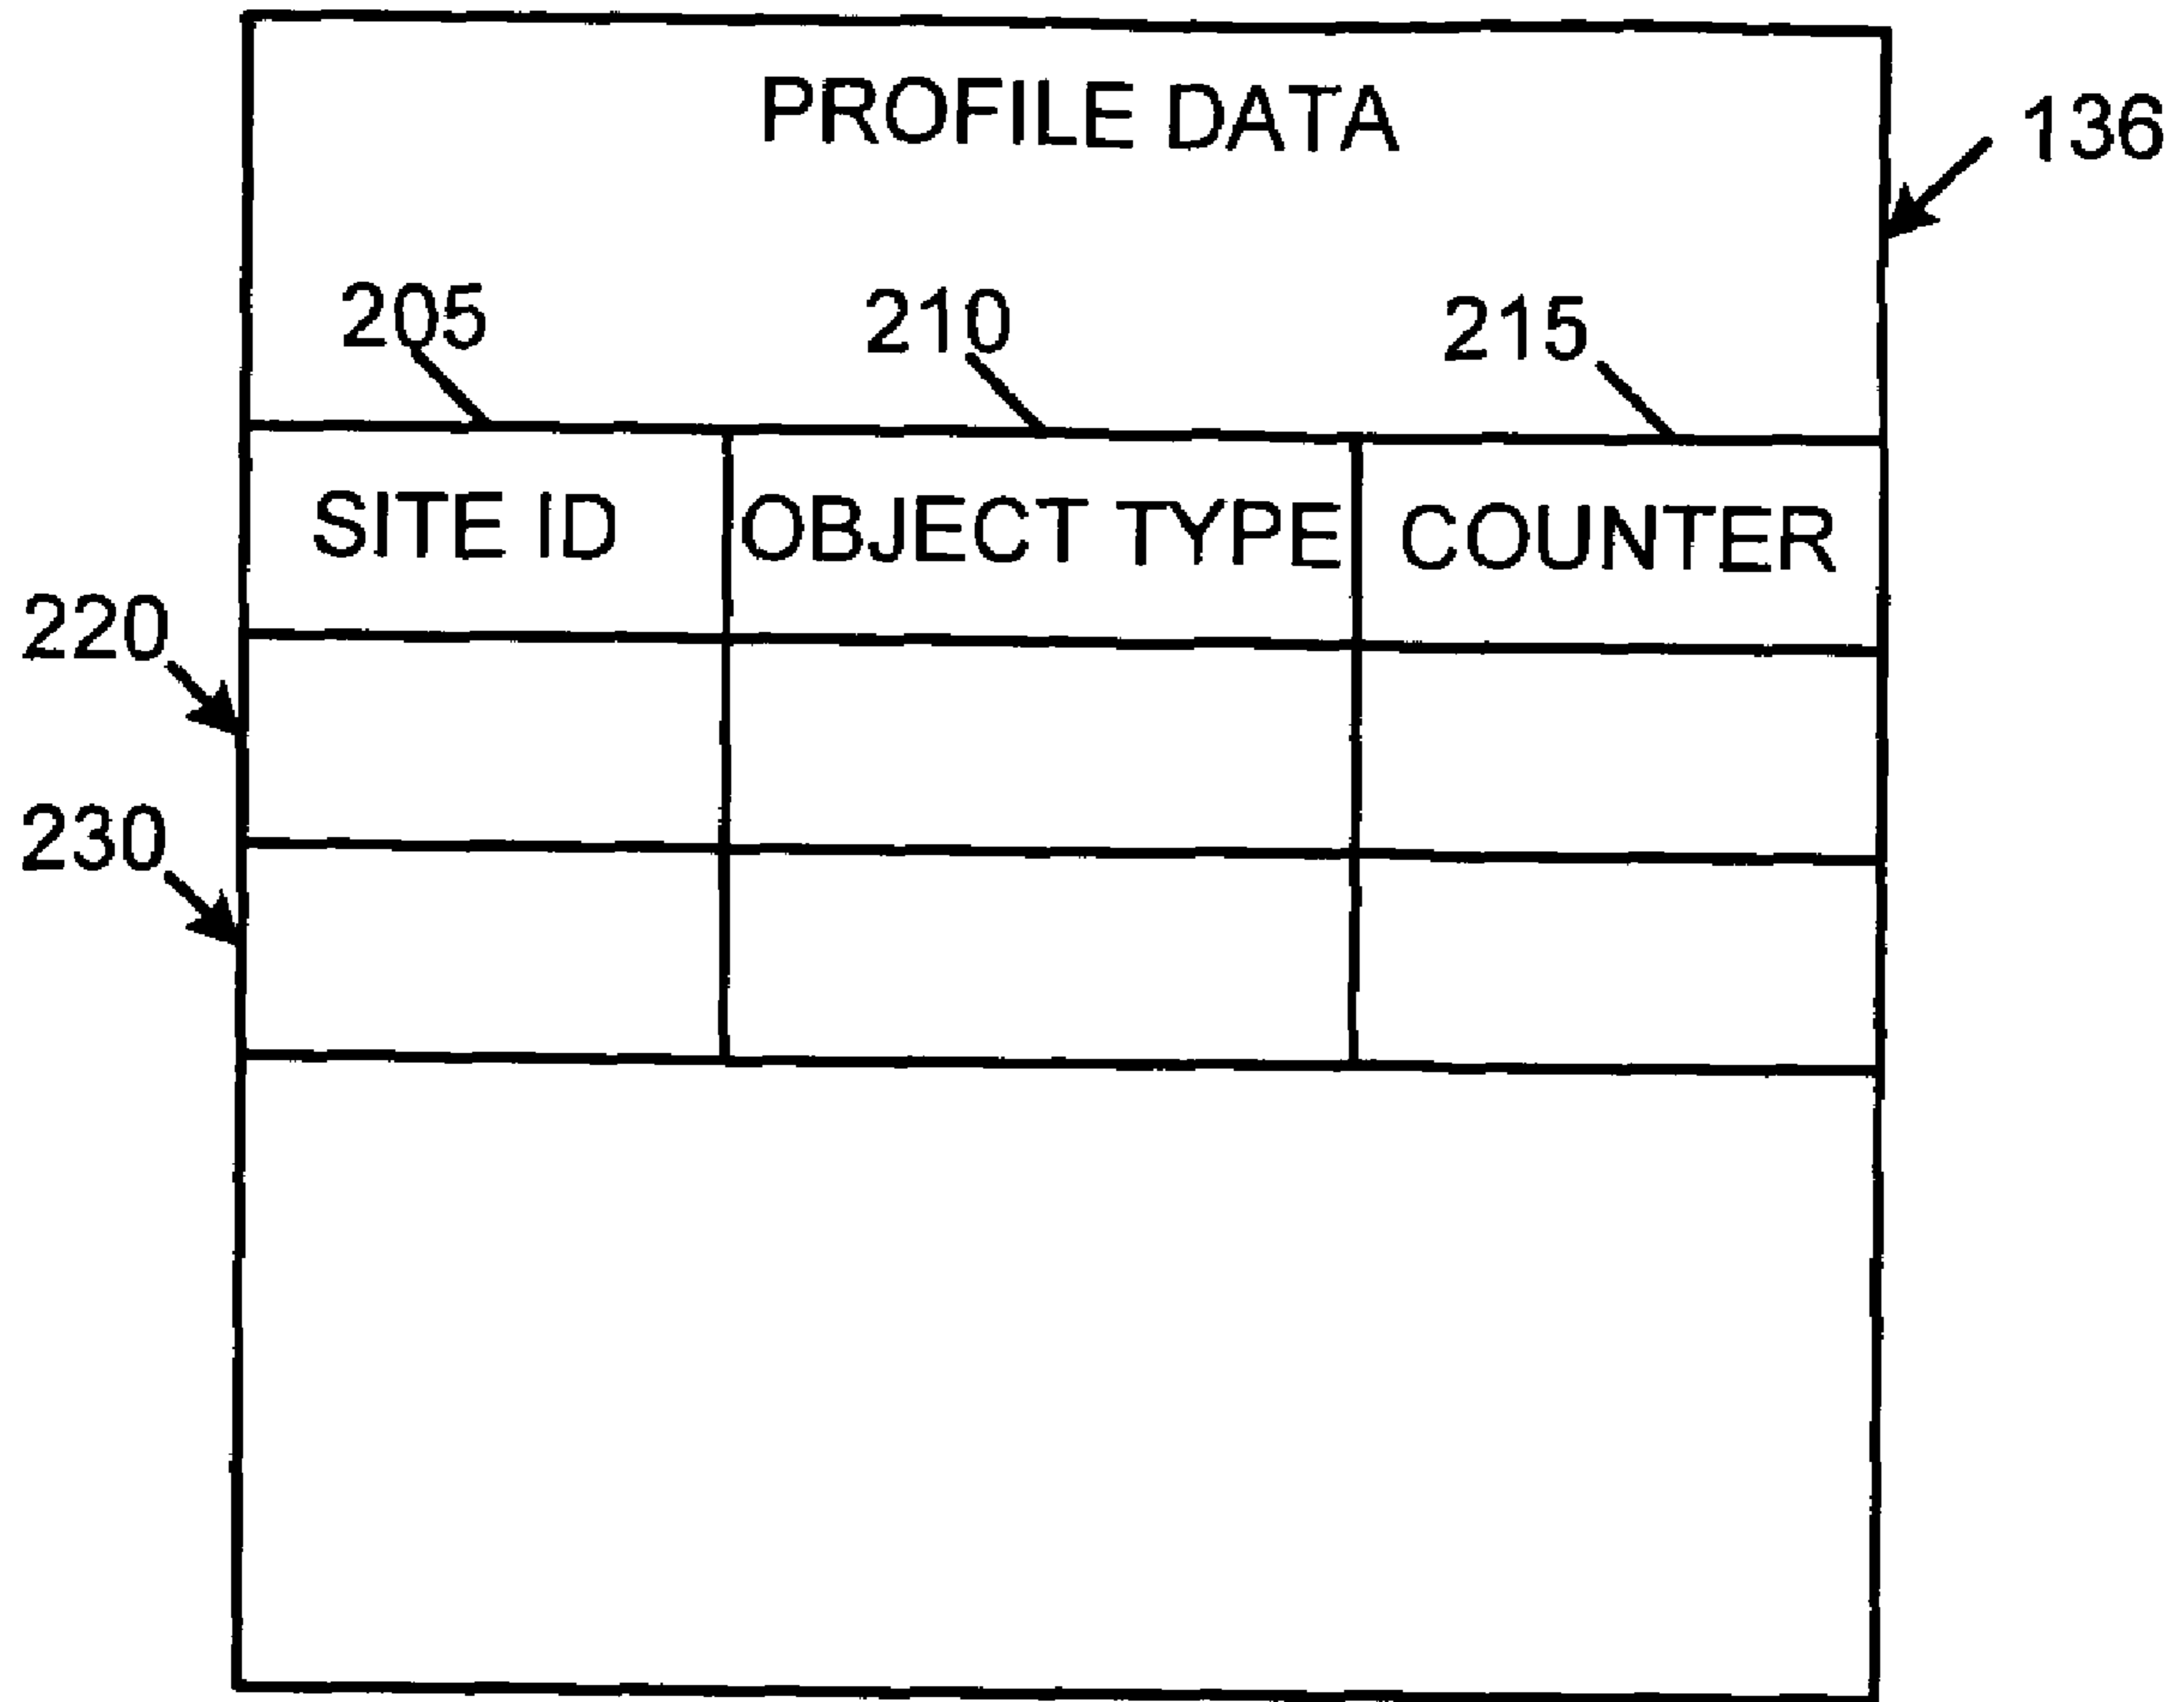 PROFILE DATA
136
205 210 215
SITE ID OBJECT TYPE COUNTER
220
230